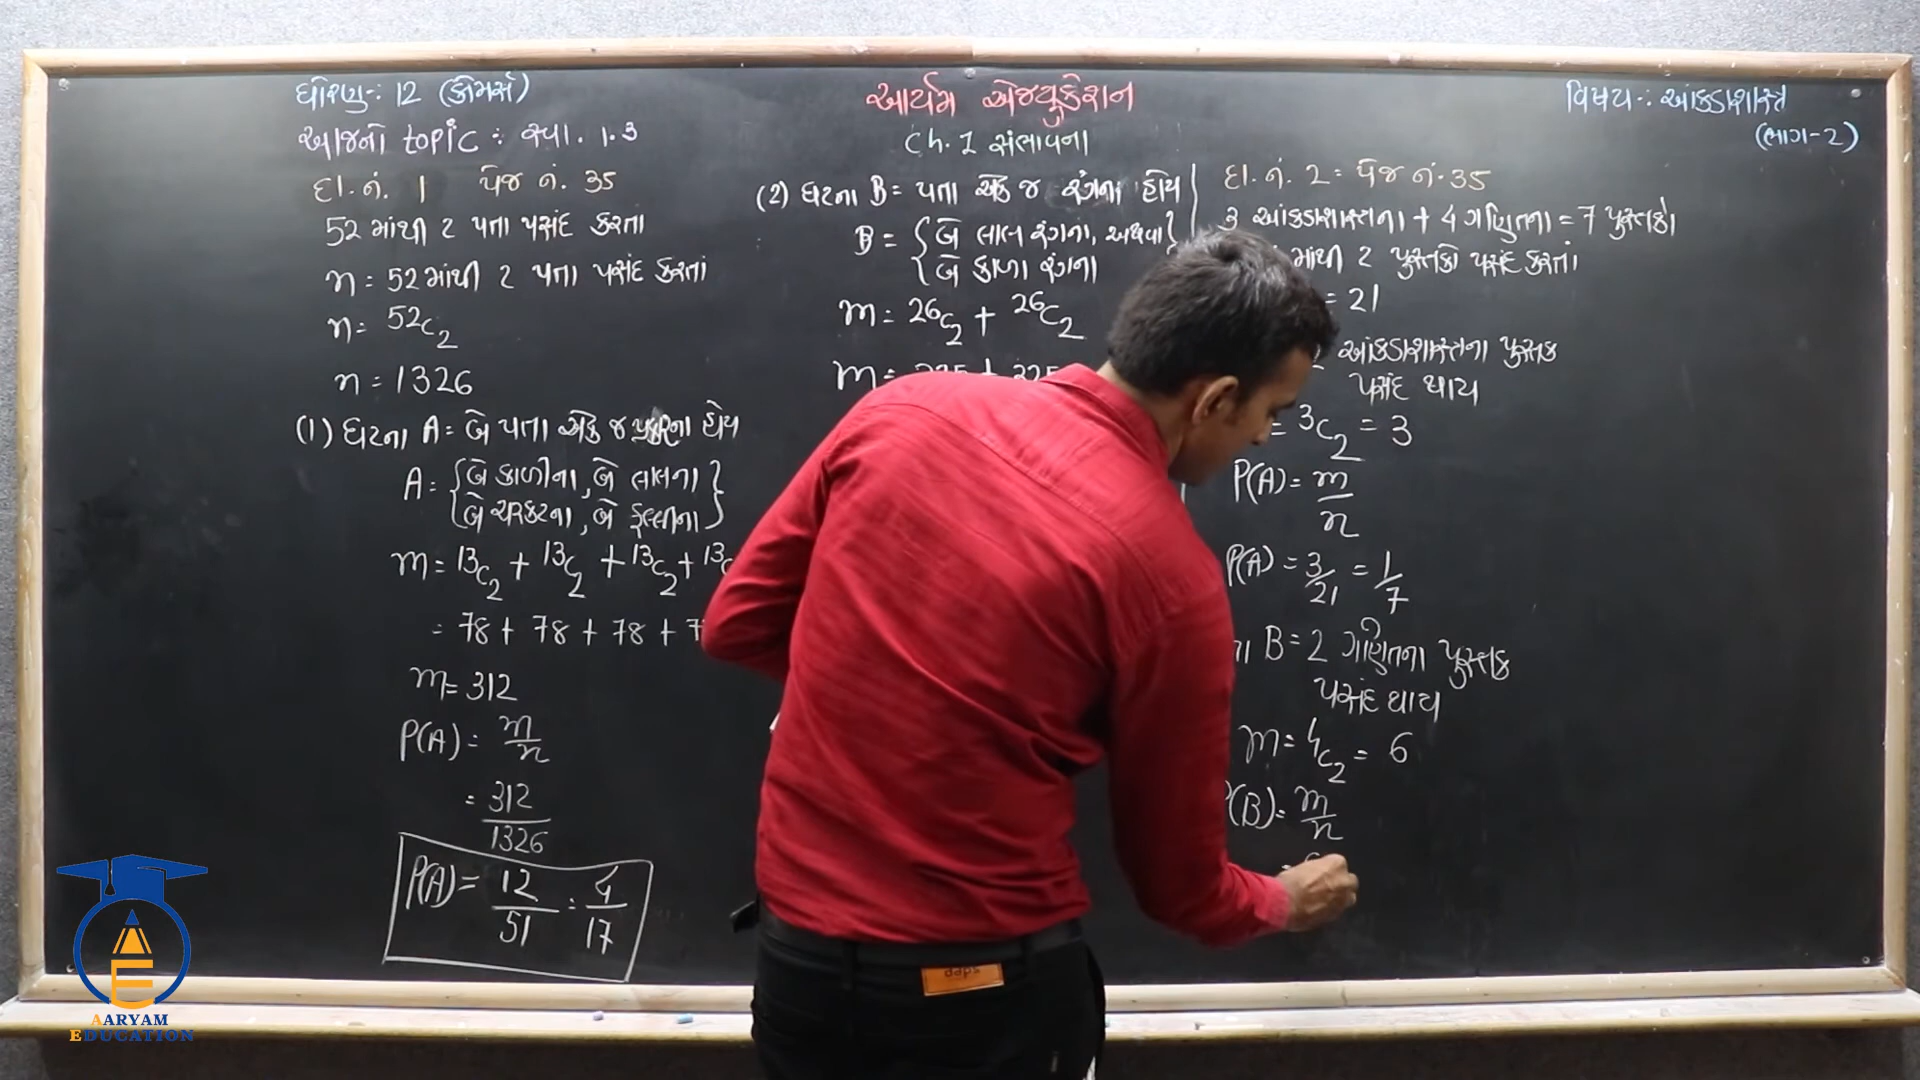 ધોરણ-: 12 (કોમર્સ)
આર્યમ એજ્યુકેશન
વિષય-: આંકડાશાસ્ત્ર
(ભાગ-2)
આજનો topic : સ્વા. 1.3
Ch. 1 સંભાવના
દા.નં. 1 પેજ નં. 35
52 માંથી 2 પતા પસંદ કરતા
n = 52 માંથી 2 પતા પસંદ કરતાં
n = 52C2
n = 1326
(1) ઘટના A = બે પતા એક જ પ્રકારના હોય
A = {બે કાળીના, બે લાલના
બે ચરકટના, બે ફુલ્લીના}
m = 13C2 + 13C2 + 13C2 + 13C
= 78 + 78 + 78 + 7
m = 312
P(A) = m/n
= 312/1326
P(A) = 12/51 = 4/17
(2) ઘટના B = પતા એક જ રંગના હોય
B = {બે લાલ રંગના, અથવા
બે કાળા રંગના}
m = 26C2 + 26C2
m = 325 + 325
દા.નં. 2 = પેજ નં. 35
3 આંકડાશાસ્ત્રના + 4 ગણિતના = 7 પુસ્તકો
માંથી 2 પુસ્તકો પસંદ કરતાં
= 21
આંકડાશાસ્ત્રના પુસ્તક
પસંદ થાય
= 3C2 = 3
P(A) = m/n
P(A) = 3/21 = 1/7
ના B = 2 ગણિતના પુસ્તક
પસંદ થાય
m = 4C2 = 6
P(B) = m/n
AARYAM
EDUCATION